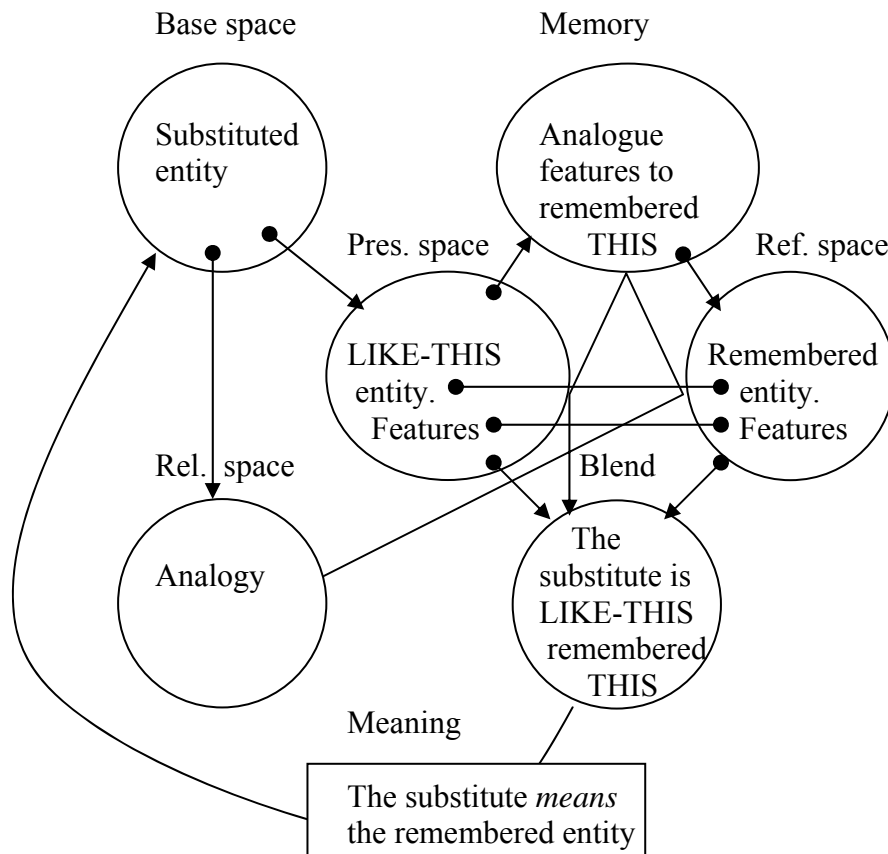 Base space
Memory
Substituted
entity
Analogue
features to
remembered
THIS
Pres. space
Ref. space
LIKE-THIS
entity.
Features
Remembered
entity.
Features
Rel. space
Blend
Analogy
The
substitute is
LIKE-THIS
remembered
THIS
Meaning
The substitute means
the remembered entity